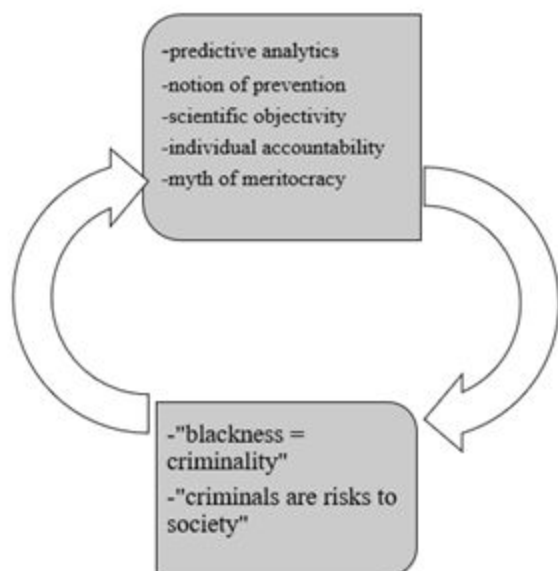 -predictive analytics
-notion of prevention
-scientific objectivity
-individual accountability
-myth of meritocracy
-"blackness =
criminality"
-"criminals are risks to
society"